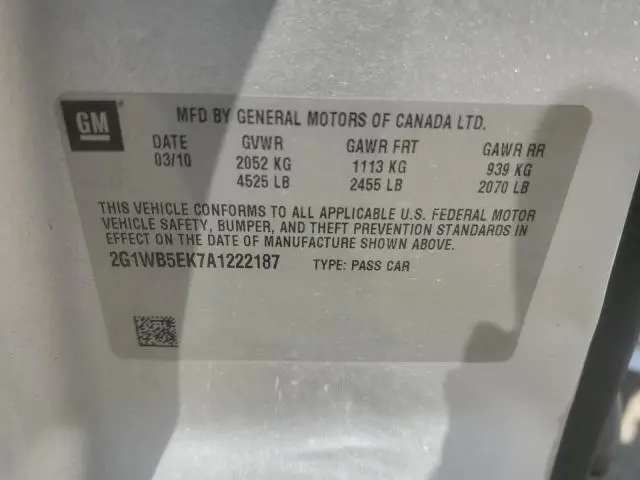 GM
MFD BY GENERAL MOTORS OF CANADA LTD.
DATE GVWR GAWR FRT GAWR RR
03/10 2052 KG 1113 KG 939 KG
4525 LB 2455 LB 2070 LB
THIS VEHICLE CONFORMS TO ALL APPLICABLE U.S. FEDERAL MOTOR
VEHICLE SAFETY, BUMPER, AND THEFT PREVENTION STANDARDS IN
EFFECT ON THE DATE OF MANUFACTURE SHOWN ABOVE.
2G1WB5EK7A1222187 TYPE: PASS CAR